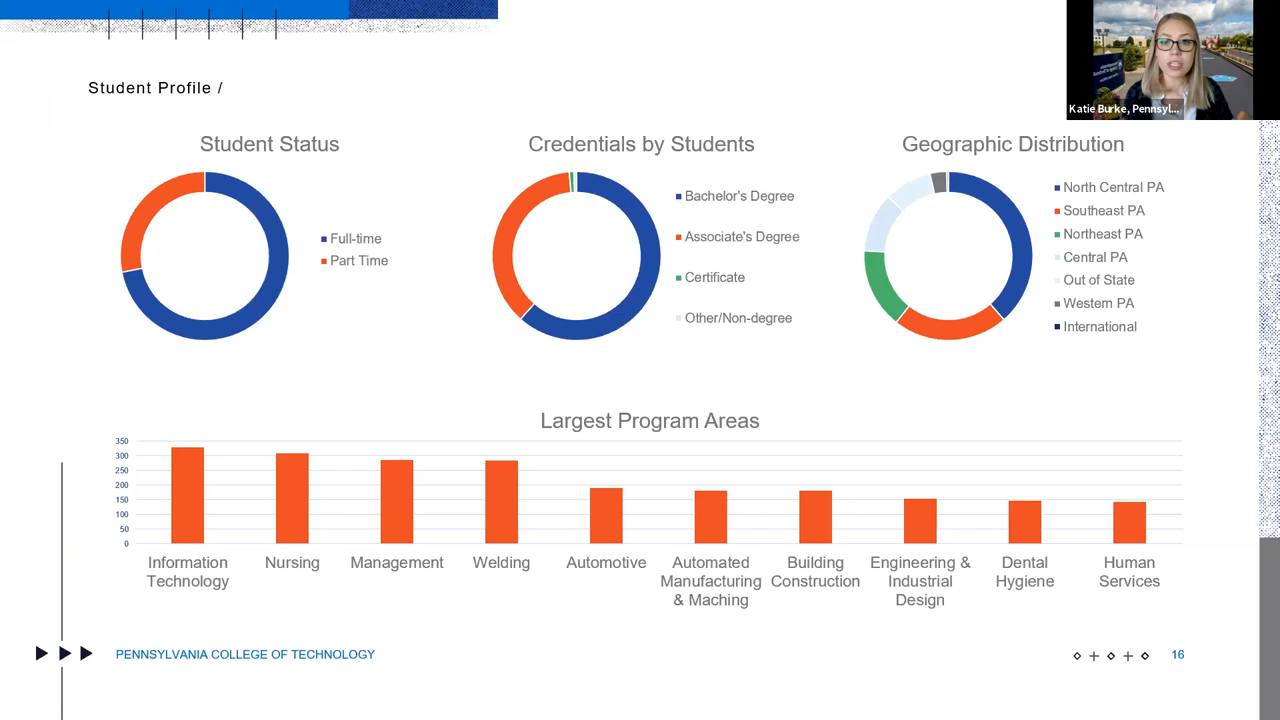 Katie Burke, Pennsyl...
Student Profile /
Student Status
Full-time
Part Time
Credentials by Students
Bachelor's Degree
Associate's Degree
Certificate
Other/Non-degree
Geographic Distribution
North Central PA
Southeast PA
Northeast PA
Central PA
Out of State
Western PA
International
Largest Program Areas
350
300
250
200
150
100
50
0
Information
Technology
Nursing
Management
Welding
Automotive
Automated
Manufacturing
& Maching
Building
Construction
Engineering &
Industrial
Design
Dental
Hygiene
Human
Services
PENNSYLVANIA COLLEGE OF TECHNOLOGY
16